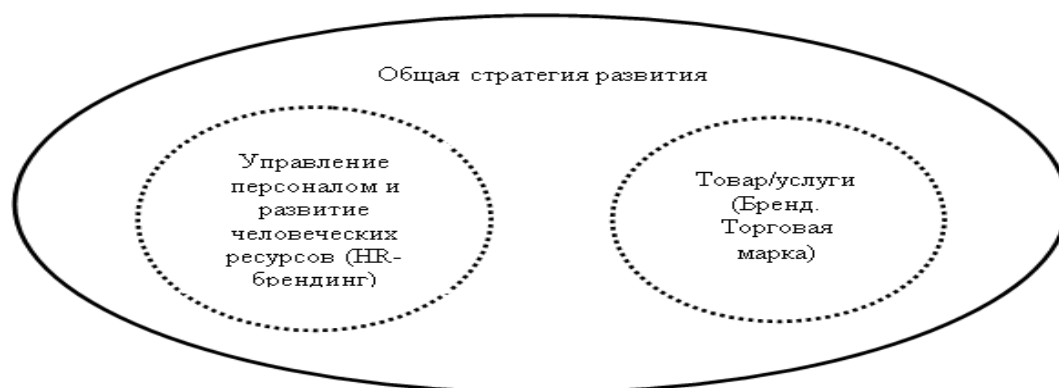 Общая стратегия развития
Управление
персоналом и
развитие
человеческих
ресурсов (HR-
брендинг)
Товар/услуги
(Бренд.
Торговая
марка)